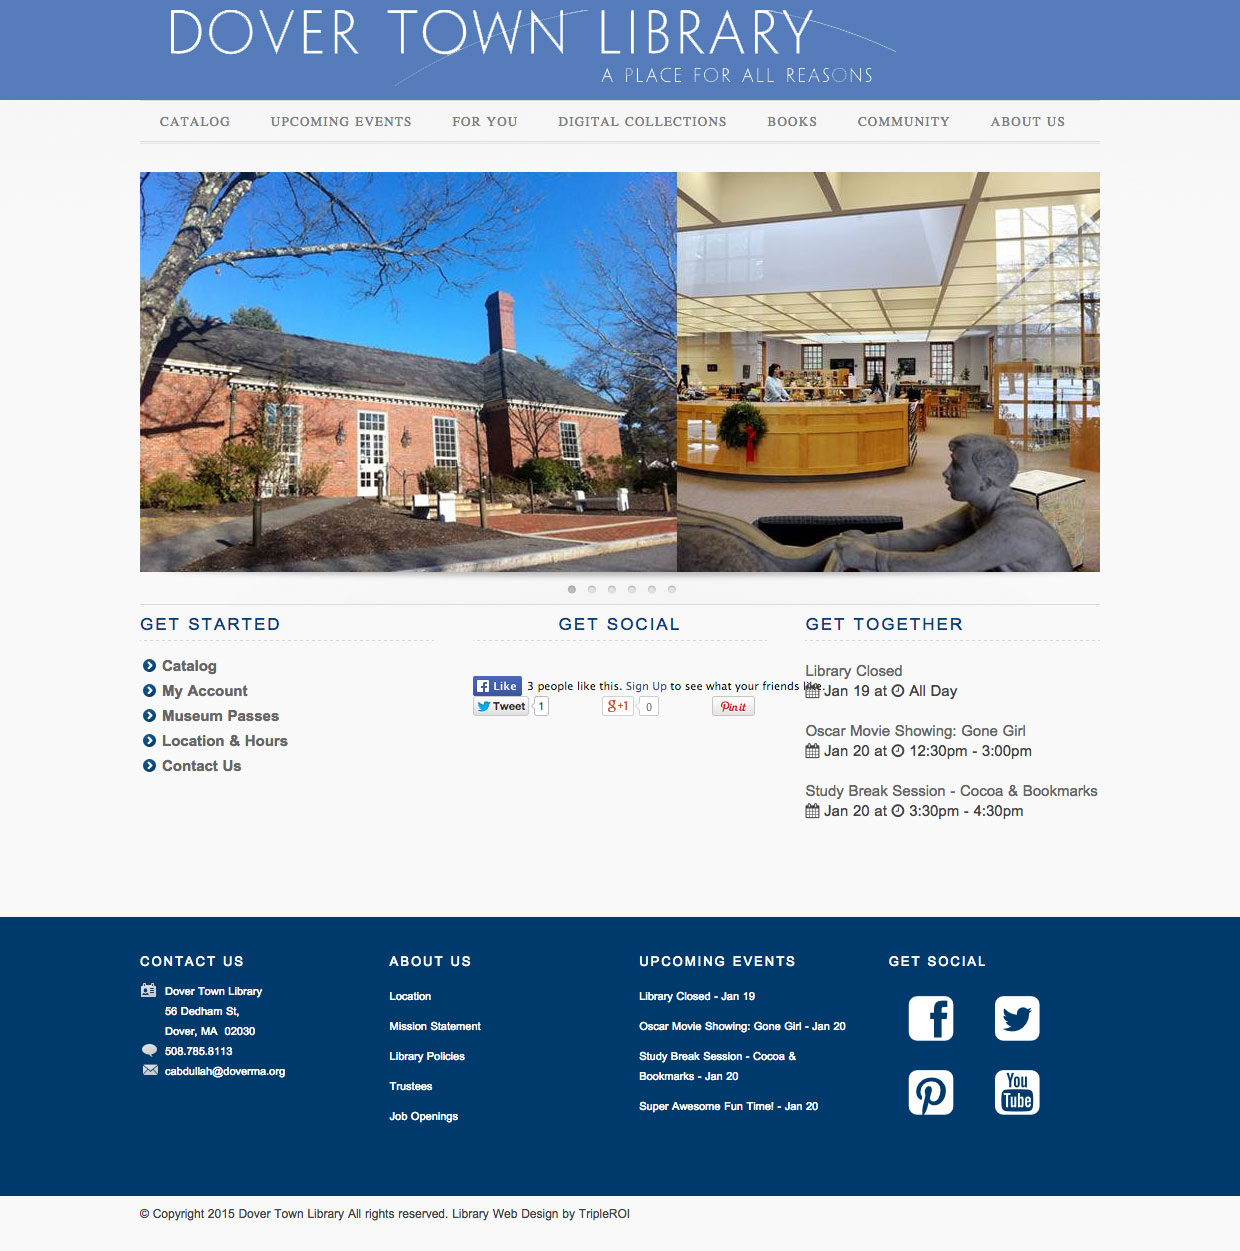 DOVER TOWN LIBRARY
A PLACE FOR ALL REASONS
CATALOG UPCOMING EVENTS FOR YOU DIGITAL COLLECTIONS BOOKS COMMUNITY ABOUT US
GET STARTED
Catalog
My Account
Museum Passes
Location & Hours
Contact Us
GET SOCIAL
Like 3 people like this. Sign Up to see what your friends like.
Tweet 1 g+1 0 Pin it
GET TOGETHER
Library Closed
Jan 19 at All Day
Oscar Movie Showing: Gone Girl
Jan 20 at 12:30pm - 3:00pm
Study Break Session - Cocoa & Bookmarks
Jan 20 at 3:30pm - 4:30pm
CONTACT US
Dover Town Library
56 Dedham St,
Dover, MA 02030
508.785.8113
cabdullah@doverma.org
ABOUT US
Location
Mission Statement
Library Policies
Trustees
Job Openings
UPCOMING EVENTS
Library Closed - Jan 19
Oscar Movie Showing: Gone Girl - Jan 20
Study Break Session - Cocoa &
Bookmarks - Jan 20
Super Awesome Fun Time! - Jan 20
GET SOCIAL
You
Tube
© Copyright 2015 Dover Town Library All rights reserved. Library Web Design by TripleROI